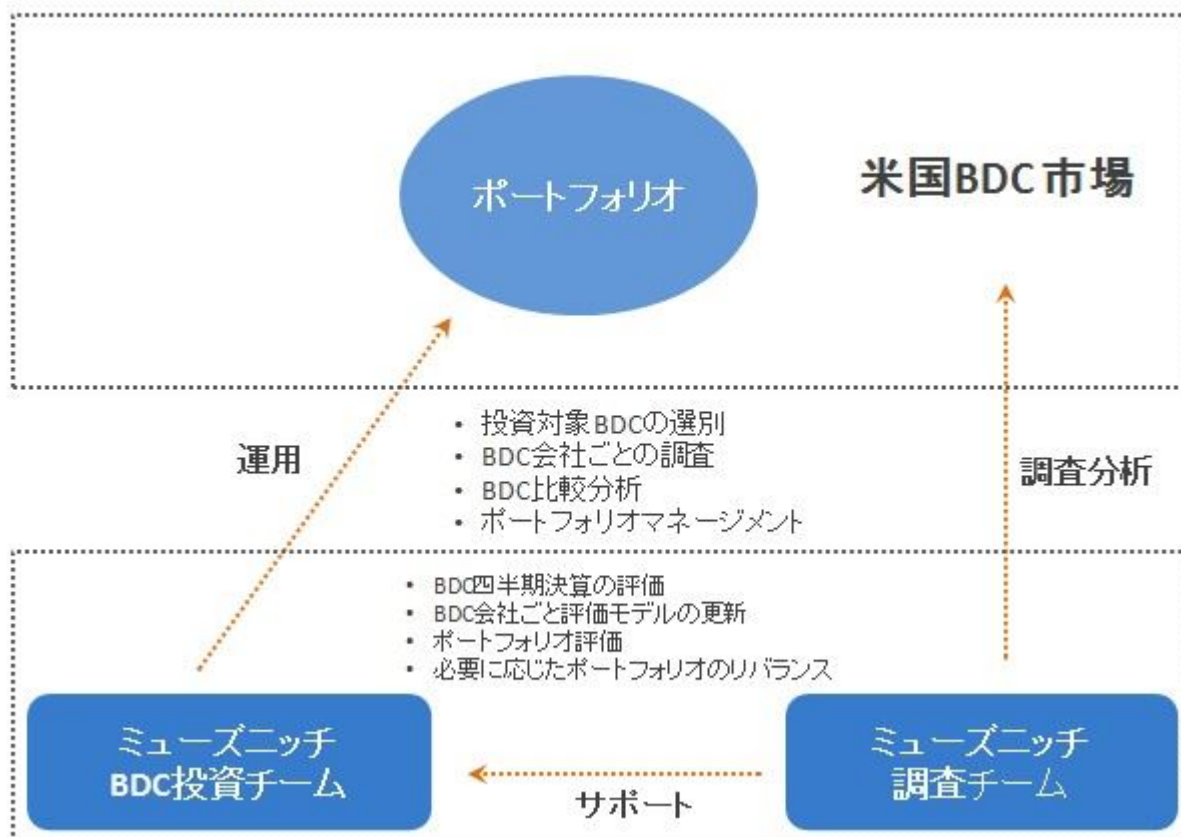 ポートフォリオ
米国BDC市場
運用
• 投資対象BDCの選別
• BDC会社ごとの調査
• BDC比較分析
• ポートフォリオマネージメント
調査分析
• BDC四半期決算の評価
• BDC会社ごと評価モデルの更新
• ポートフォリオ評価
• 必要に応じたポートフォリオのリバランス
ミューズニッチ
BDC投資チーム
サポート
ミューズニッチ
調査チーム